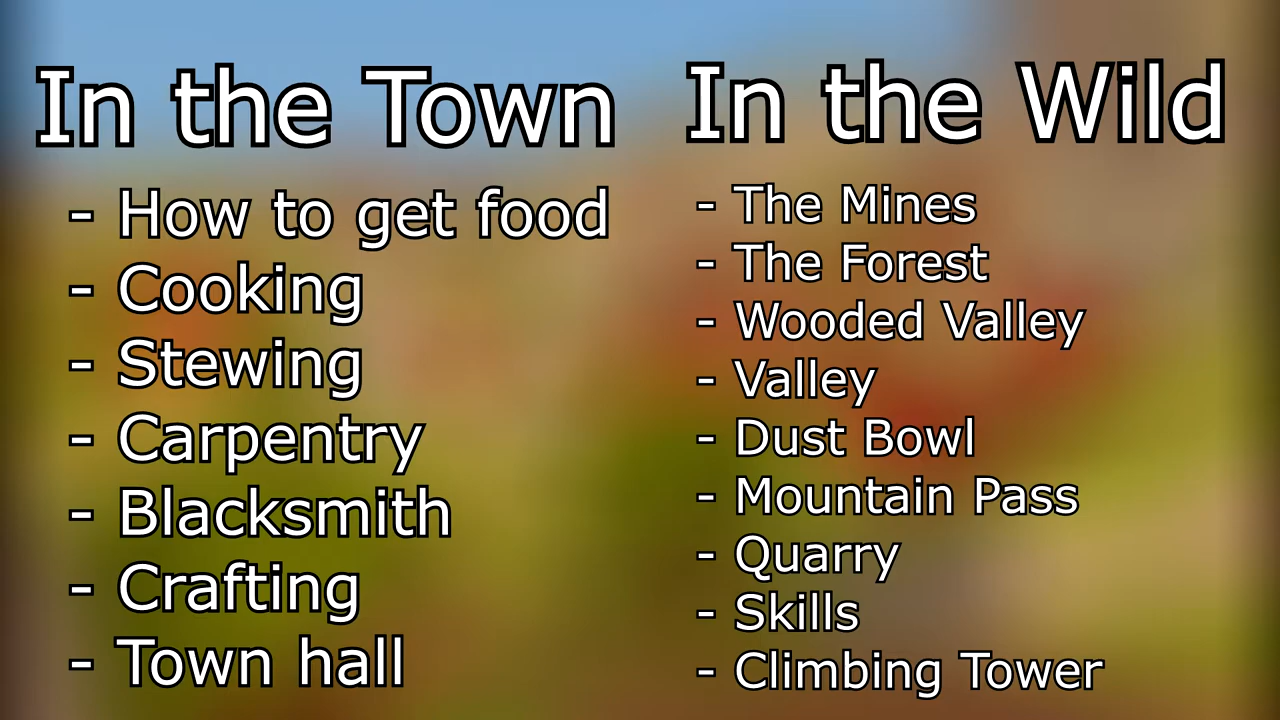 In the Town
- How to get food
- Cooking
- Stewing
- Carpentry
- Blacksmith
- Crafting
- Town hall
In the Wild
- The Mines
- The Forest
- Wooded Valley
- Valley
- Dust Bowl
- Mountain Pass
- Quarry
- Skills
- Climbing Tower